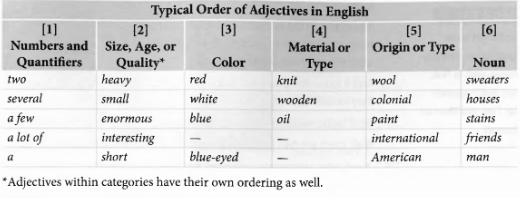 Typical Order of Adjectives in English
[1] [2] [3] [4] [5] [6]
Numbers and Quantifiers Size, Age, or Quality* Color Material or Type Origin or Type Noun
two heavy red knit wool sweaters
several small white wooden colonial houses
a few enormous blue oil paint stains
a lot of interesting — — international friends
a short blue-eyed — American man
*Adjectives within categories have their own ordering as well.